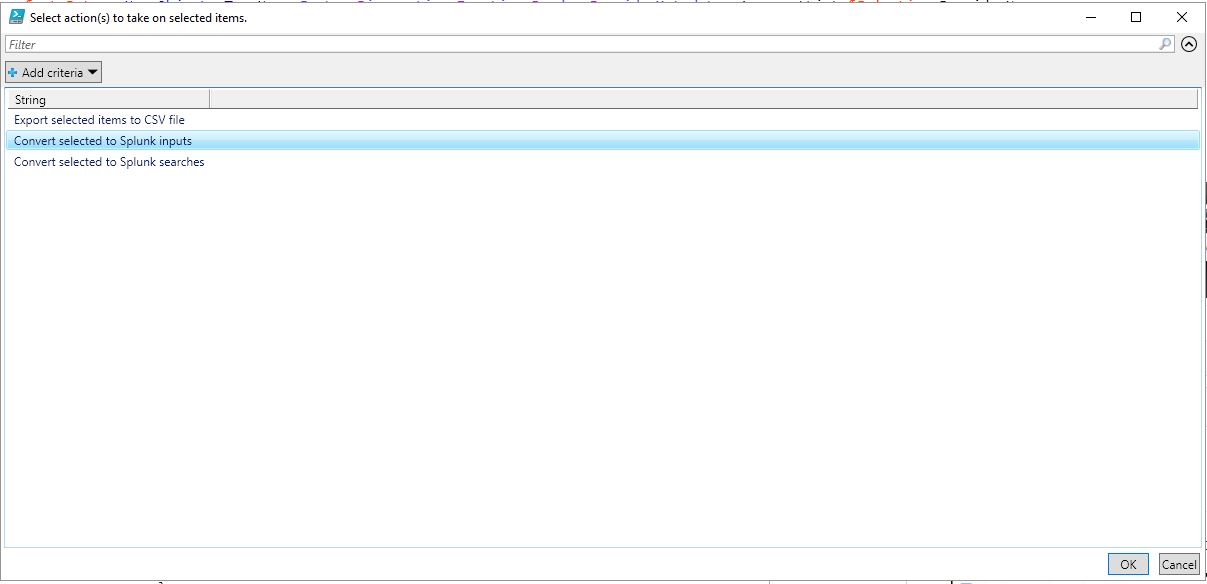 Select action(s) to take on selected items.
Filter
Add criteria
String
Export selected items to CSV file
Convert selected to Splunk inputs
Convert selected to Splunk searches
OK Cancel